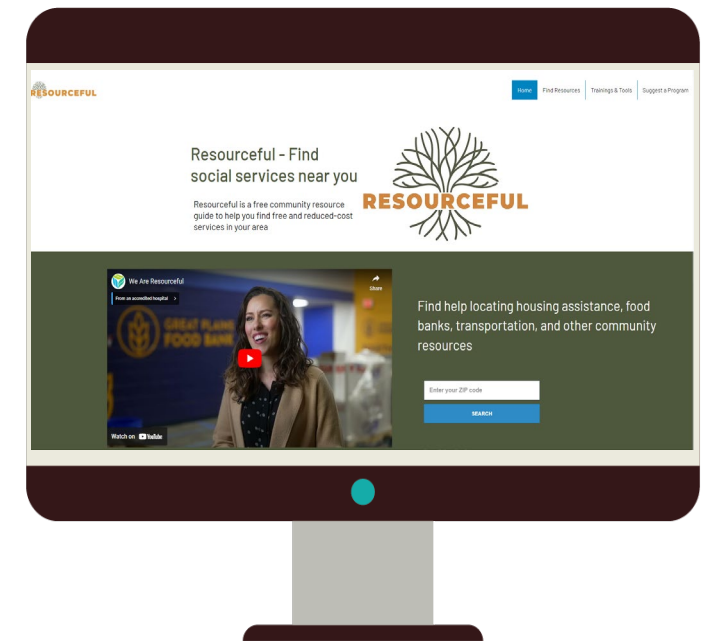 RESOURCEFUL
Home
Find Resources
Trainings & Tools
Suggest a Program
Resourceful - Find
social services near you
Resourceful is a free community resource
guide to help you find free and reduced-cost
services in your area
RESOURCEFUL
We Are Resourceful
From an accredited hospital >
Share
GREAT PLAINS
FOOD BANK
Watch on YouTube
Find help locating housing assistance, food
banks, transportation, and other community
resources
Enter your ZIP code
SEARCH